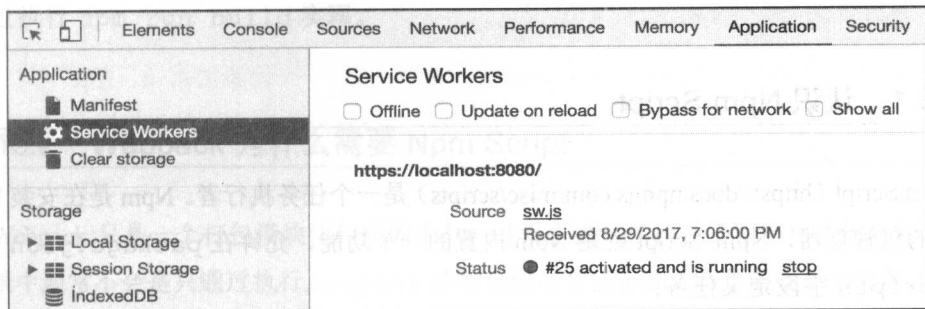 Elements Console Sources Network Performance Memory Application Security
Application
Manifest
Service Workers
Clear storage
Storage
Local Storage
Session Storage
IndexedDB
Service Workers
Offline Update on reload Bypass for network Show all
https://localhost:8080/
Source sw.js
Received 8/29/2017, 7:06:00 PM
Status #25 activated and is running stop